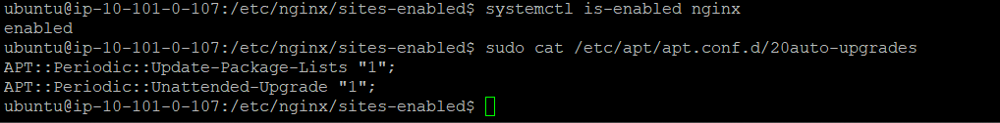 ubuntu@ip-10-101-0-107:/etc/nginx/sites-enabled$ systemctl is-enabled nginx
enabled
ubuntu@ip-10-101-0-107:/etc/nginx/sites-enabled$ sudo cat /etc/apt/apt.conf.d/20auto-upgrades
APT::Periodic::Update-Package-Lists "1";
APT::Periodic::Unattended-Upgrade "1";
ubuntu@ip-10-101-0-107:/etc/nginx/sites-enabled$